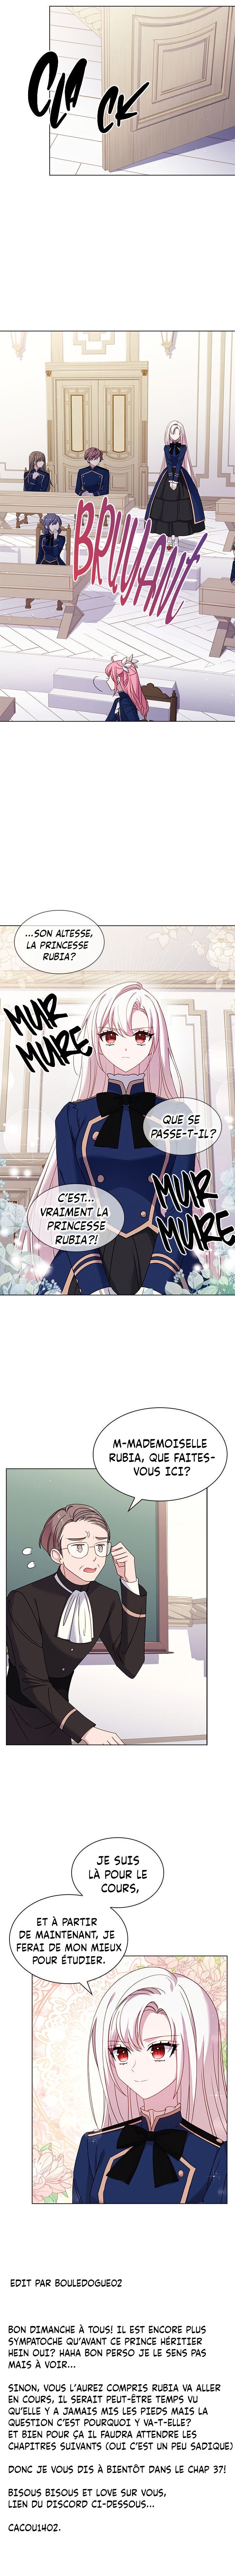 CLA
CK
BRUYANT
...SON ALTESSE,
LA PRINCESSE
RUBIA?
MUR
MURE
QUE SE
PASSE-T-IL?
C'EST...
VRAIMENT LA
PRINCESSE
RUBIA?!
MUR
MURE
M-MADEMOISELLE
RUBIA, QUE FAITES-
VOUS ICI?
JE SUIS
LÀ POUR LE
COURS,
ET À PARTIR
DE MAINTENANT, JE
FERAI DE MON MIEUX
POUR ÉTUDIER.
EDIT PAR BOULEDOGUE02
BON DIMANCHE À TOUS! IL EST ENCORE PLUS
SYMPATOCHE QU'AVANT CE PRINCE HÉRITIER
HEIN OUI? HAHA BON PERSO JE LE SENS PAS
MAIS À VOIR...
SINON, VOUS L'AUREZ COMPRIS RUBIA VA ALLER
EN COURS, IL SERAIT PEUT-ÊTRE TEMPS VU
QU'ELLE Y A JAMAIS MIS LES PIEDS MAIS LA
QUESTION C'EST POURQUOI Y VA-T-ELLE?
ET BIEN POUR ÇA IL FAUDRA ATTENDRE LES
CHAPITRES SUIVANTS (OUI C'EST UN PEU SADIQUE)
DONC JE VOUS DIS À BIENTÔT DANS LE CHAP 37!
BISOUS BISOUS ET LOVE SUR VOUS,
LIEN DU DISCORD CI-DESSOUS...
CACOU1402.